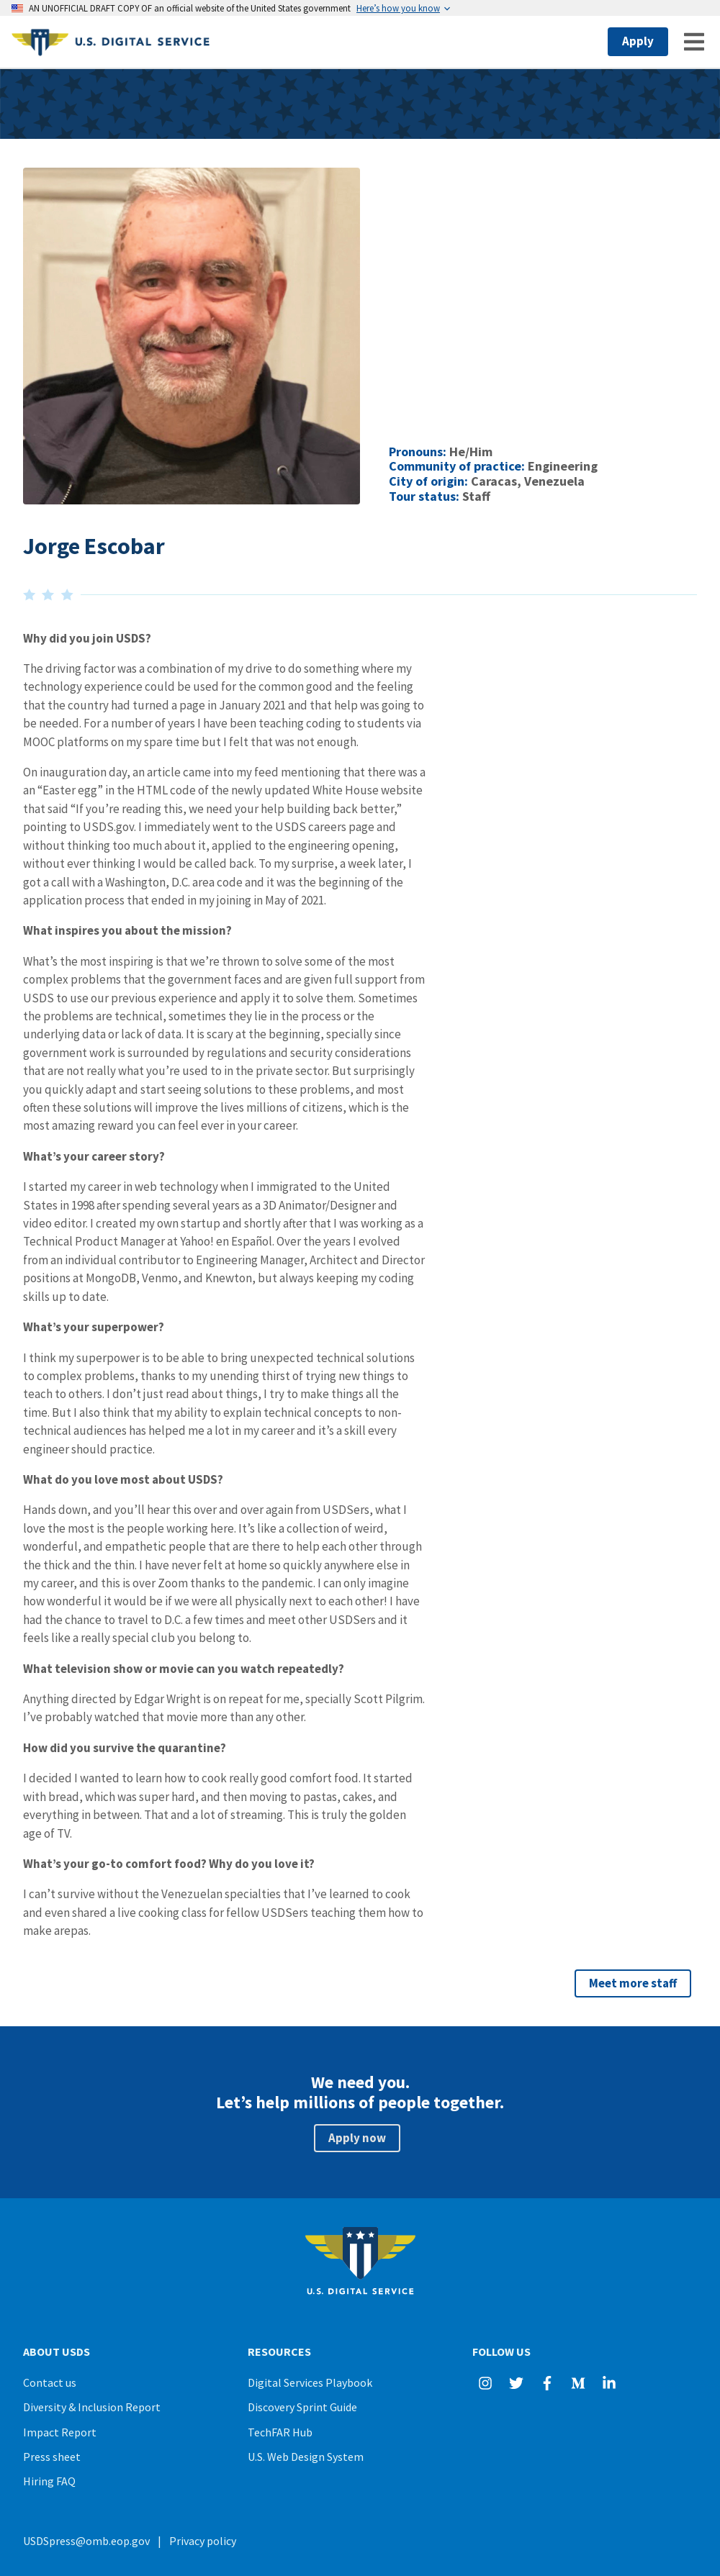 AN UNOFFICIAL DRAFT COPY OF an official website of the United States government Here's how you know
U.S. DIGITAL SERVICE
Apply
Pronouns: He/Him
Community of practice: Engineering
City of origin: Caracas, Venezuela
Tour status: Staff
Jorge Escobar
Why did you join USDS?
The driving factor was a combination of my drive to do something where my
technology experience could be used for the common good and the feeling
that the country had turned a page in January 2021 and that help was going to
be needed. For a number of years I have been teaching coding to students via
MOOC platforms on my spare time but I felt that was not enough.
On inauguration day, an article came into my feed mentioning that there was a
an “Easter egg” in the HTML code of the newly updated White House website
that said “If you’re reading this, we need your help building back better,”
pointing to USDS.gov. I immediately went to the USDS careers page and
without thinking too much about it, applied to the engineering opening,
without ever thinking I would be called back. To my surprise, a week later, I
got a call with a Washington, D.C. area code and it was the beginning of the
application process that ended in my joining in May of 2021.
What inspires you about the mission?
What’s the most inspiring is that we’re thrown to solve some of the most
complex problems that the government faces and are given full support from
USDS to use our previous experience and apply it to solve them. Sometimes
the problems are technical, sometimes they lie in the process or the
underlying data or lack of data. It is scary at the beginning, specially since
government work is surrounded by regulations and security considerations
that are not really what you’re used to in the private sector. But surprisingly
you quickly adapt and start seeing solutions to these problems, and most
often these solutions will improve the lives millions of citizens, which is the
most amazing reward you can feel ever in your career.
What’s your career story?
I started my career in web technology when I immigrated to the United
States in 1998 after spending several years as a 3D Animator/Designer and
video editor. I created my own startup and shortly after that I was working as a
Technical Product Manager at Yahoo! en Español. Over the years I evolved
from an individual contributor to Engineering Manager, Architect and Director
positions at MongoDB, Venmo, and Knewton, but always keeping my coding
skills up to date.
What’s your superpower?
I think my superpower is to be able to bring unexpected technical solutions
to complex problems, thanks to my unending thirst of trying new things to
teach to others. I don’t just read about things, I try to make things all the
time. But I also think that my ability to explain technical concepts to non-
technical audiences has helped me a lot in my career and it’s a skill every
engineer should practice.
What do you love most about USDS?
Hands down, and you’ll hear this over and over again from USDSers, what I
love the most is the people working here. It’s like a collection of weird,
wonderful, and empathetic people that are there to help each other through
the thick and the thin. I have never felt at home so quickly anywhere else in
my career, and this is over Zoom thanks to the pandemic. I can only imagine
how wonderful it would be if we were all physically next to each other! I have
had the chance to travel to D.C. a few times and meet other USDSers and it
feels like a really special club you belong to.
What television show or movie can you watch repeatedly?
Anything directed by Edgar Wright is on repeat for me, specially Scott Pilgrim.
I’ve probably watched that movie more than any other.
How did you survive the quarantine?
I decided I wanted to learn how to cook really good comfort food. It started
with bread, which was super hard, and then moving to pastas, cakes, and
everything in between. That and a lot of streaming. This is truly the golden
age of TV.
What’s your go-to comfort food? Why do you love it?
I can’t survive without the Venezuelan specialties that I’ve learned to cook
and even shared a live cooking class for fellow USDSers teaching them how to
make arepas.
Meet more staff
We need you.
Let’s help millions of people together.
Apply now
U.S. DIGITAL SERVICE
ABOUT USDS
Contact us
Diversity & Inclusion Report
Impact Report
Press sheet
Hiring FAQ
RESOURCES
Digital Services Playbook
Discovery Sprint Guide
TechFAR Hub
U.S. Web Design System
FOLLOW US
USDSpress@omb.eop.gov | Privacy policy